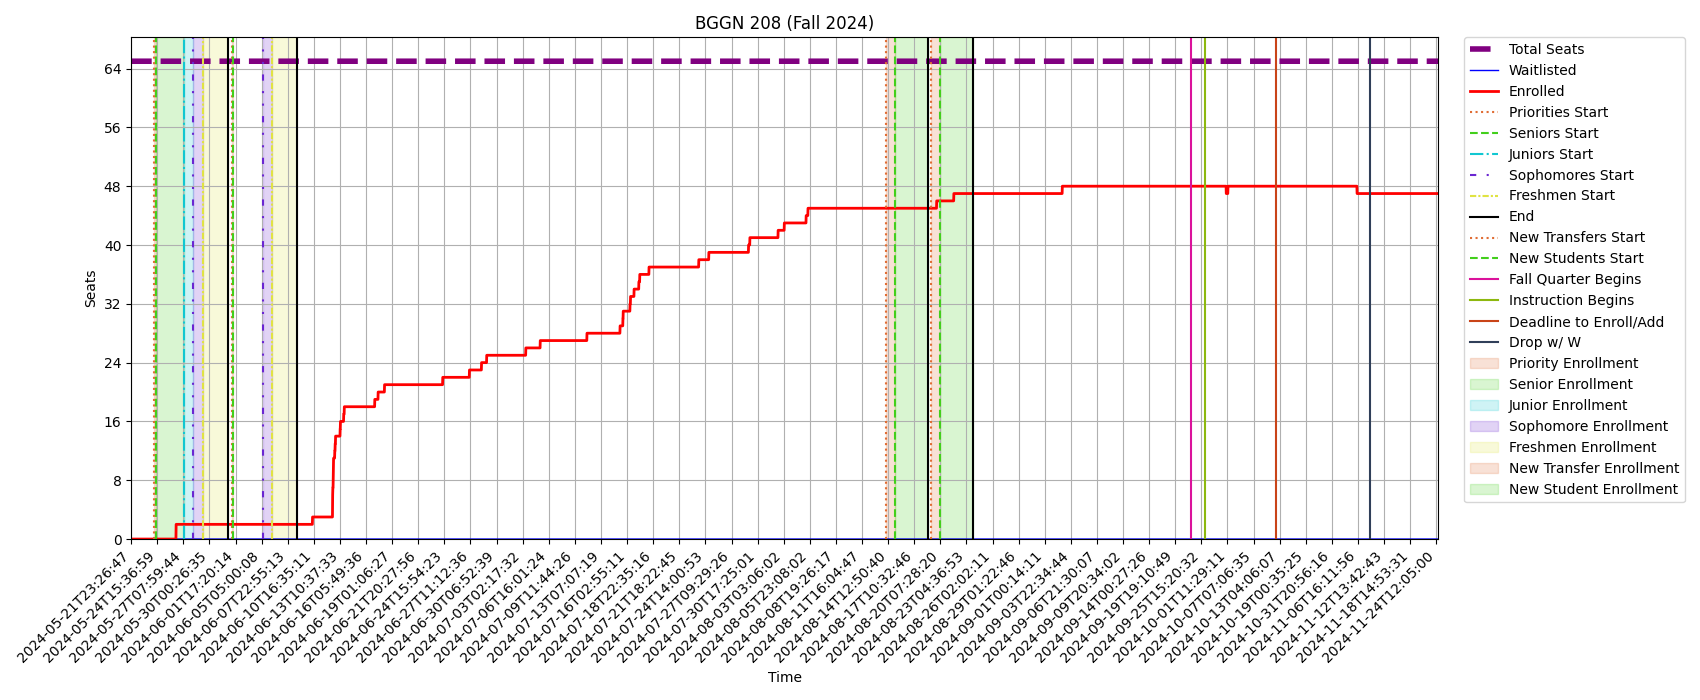 BGGN 208 (Fall 2024)
Seats
64
56
48
40
32
24
16
8
0
2024-05-21T23:26:47
2024-05-24T15:36:59
2024-05-27T07:59:44
2024-05-30T00:26:35
2024-06-01T17:20:14
2024-06-05T05:00:08
2024-06-07T22:55:13
2024-06-10T16:35:11
2024-06-13T10:37:33
2024-06-16T05:49:36
2024-06-19T01:06:27
2024-06-21T20:27:56
2024-06-24T15:54:23
2024-06-27T11:12:36
2024-06-30T06:52:39
2024-07-03T02:17:32
2024-07-06T16:01:24
2024-07-09T11:44:26
2024-07-13T07:07:19
2024-07-16T02:55:11
2024-07-18T22:35:16
2024-07-21T18:22:45
2024-07-24T14:00:53
2024-07-27T09:29:26
2024-07-30T17:25:01
2024-08-03T03:06:02
2024-08-05T23:08:02
2024-08-08T19:26:17
2024-08-11T16:04:47
2024-08-14T12:50:40
2024-08-17T10:32:46
2024-08-20T07:28:20
2024-08-23T04:36:53
2024-08-26T02:02:11
2024-08-29T01:22:46
2024-09-01T00:14:11
2024-09-03T22:34:44
2024-09-06T21:30:07
2024-09-09T20:34:02
2024-09-14T00:27:26
2024-09-19T19:10:49
2024-09-25T15:20:32
2024-10-01T11:29:11
2024-10-07T07:06:35
2024-10-13T04:06:07
2024-10-19T00:35:25
2024-10-31T20:56:16
2024-11-06T16:11:56
2024-11-12T13:42:43
2024-11-18T14:53:31
2024-11-24T12:05:00
Time
Total Seats
Waitlisted
Enrolled
Priorities Start
Seniors Start
Juniors Start
Sophomores Start
Freshmen Start
End
New Transfers Start
New Students Start
Fall Quarter Begins
Instruction Begins
Deadline to Enroll/Add
Drop w/ W
Priority Enrollment
Senior Enrollment
Junior Enrollment
Sophomore Enrollment
Freshmen Enrollment
New Transfer Enrollment
New Student Enrollment